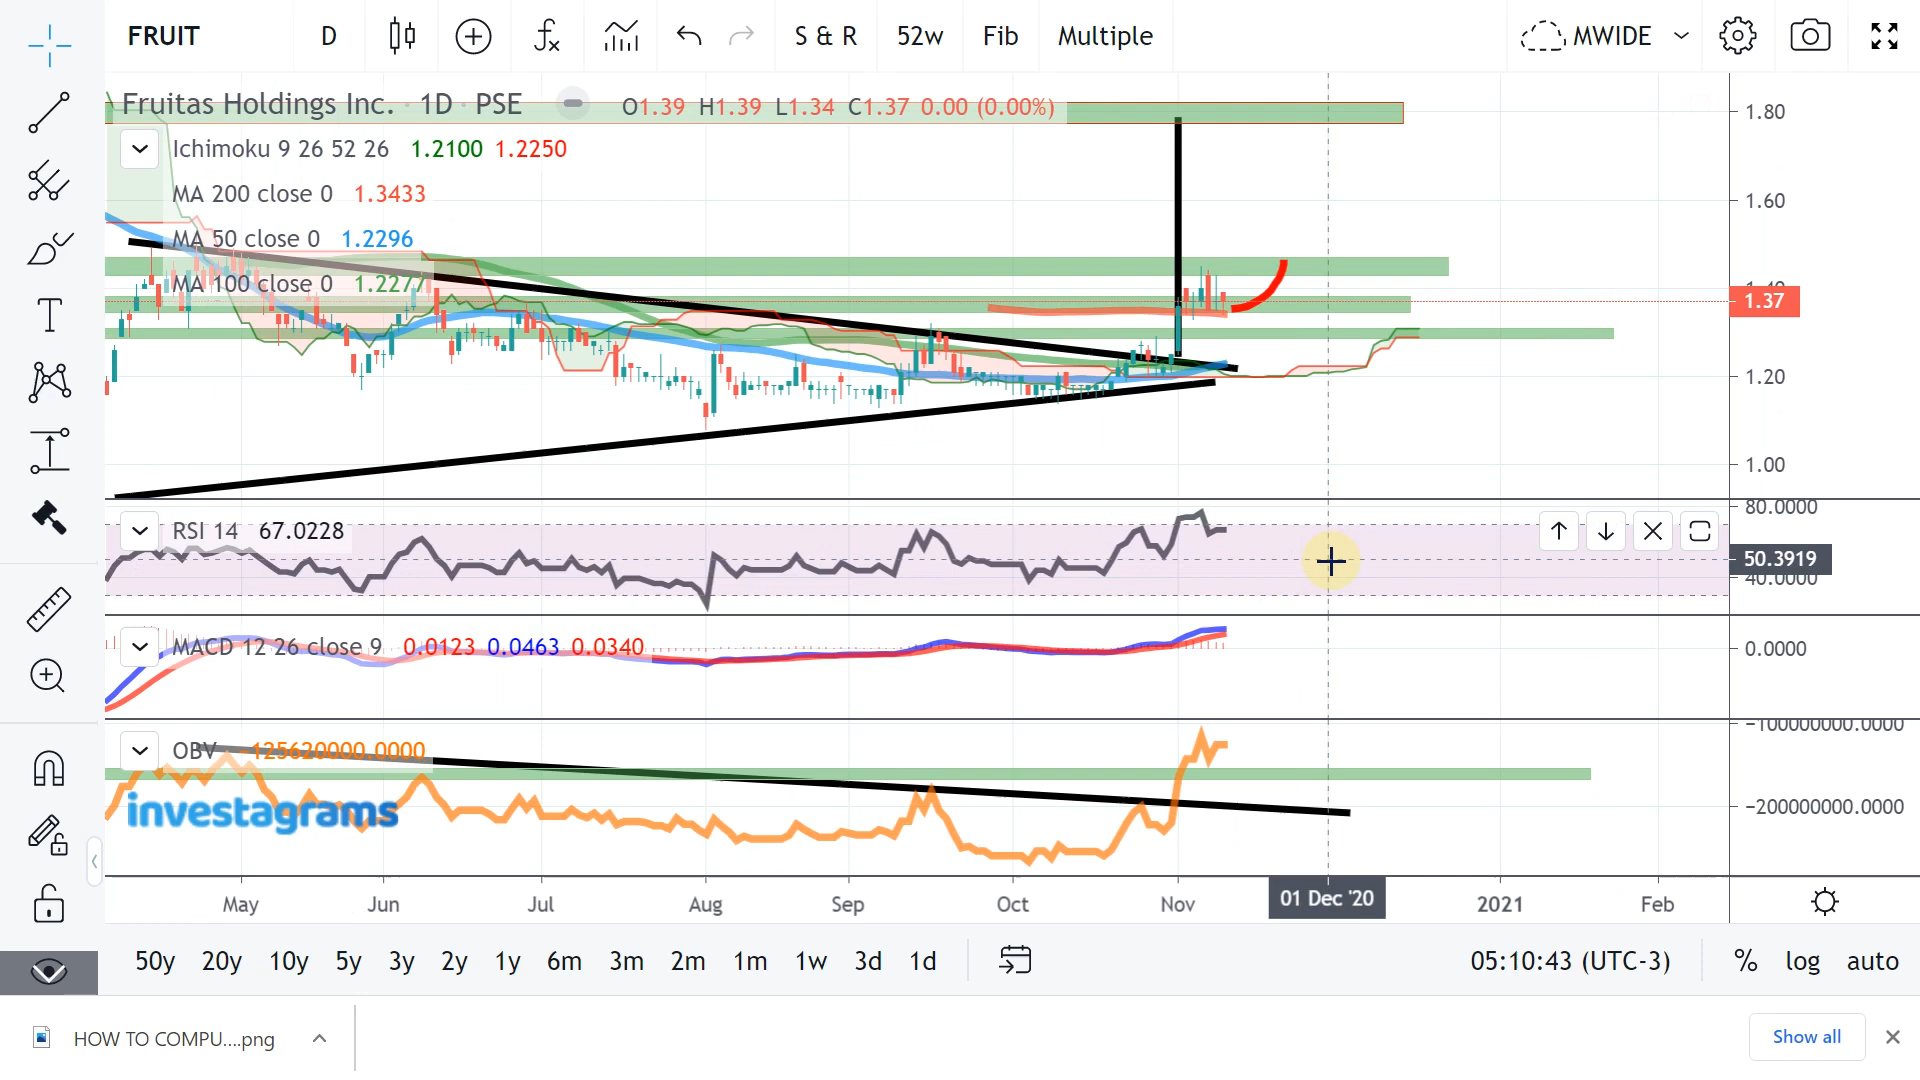 FRUIT D S & R 52w Fib Multiple MWIDE
Fruitas Holdings Inc. · 1D · PSE O1.39 H1.39 L1.34 C1.37 0.00 (0.00%)
Ichimoku 9 26 52 26 1.2100 1.2250
MA 200 close 0 1.3433
MA 50 close 0 1.2296
MA 100 close 0 1.2277
1.80
1.60
1.37
1.20
1.00
RSI 14 67.0228
80.0000
50.3919
40.0000
MACD 12 26 close 9 0.0123 0.0463 0.0340
0.0000
OBV -125620000.0000
-100000000.0000
-200000000.0000
investagrams
May Jun Jul Aug Sep Oct Nov 01 Dec '20 2021 Feb
50y 20y 10y 5y 3y 2y 1y 6m 3m 2m 1m 1w 3d 1d 05:10:43 (UTC-3) % log auto
HOW TO COMPU....png Show all